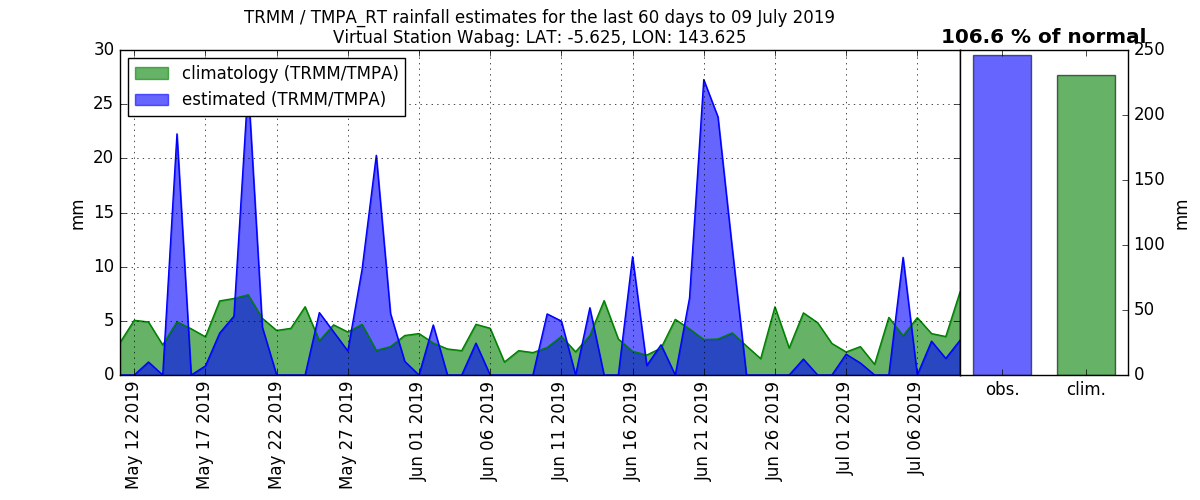 TRMM / TMPA_RT rainfall estimates for the last 60 days to 09 July 2019
Virtual Station Wabag: LAT: -5.625, LON: 143.625
106.6 % of normal
climatology (TRMM/TMPA)
estimated (TRMM/TMPA)
30
25
20
15
10
5
0
mm
250
200
150
100
50
0
mm
May 12 2019
May 17 2019
May 22 2019
May 27 2019
Jun 01 2019
Jun 06 2019
Jun 11 2019
Jun 16 2019
Jun 21 2019
Jun 26 2019
Jul 01 2019
Jul 06 2019
obs.
clim.